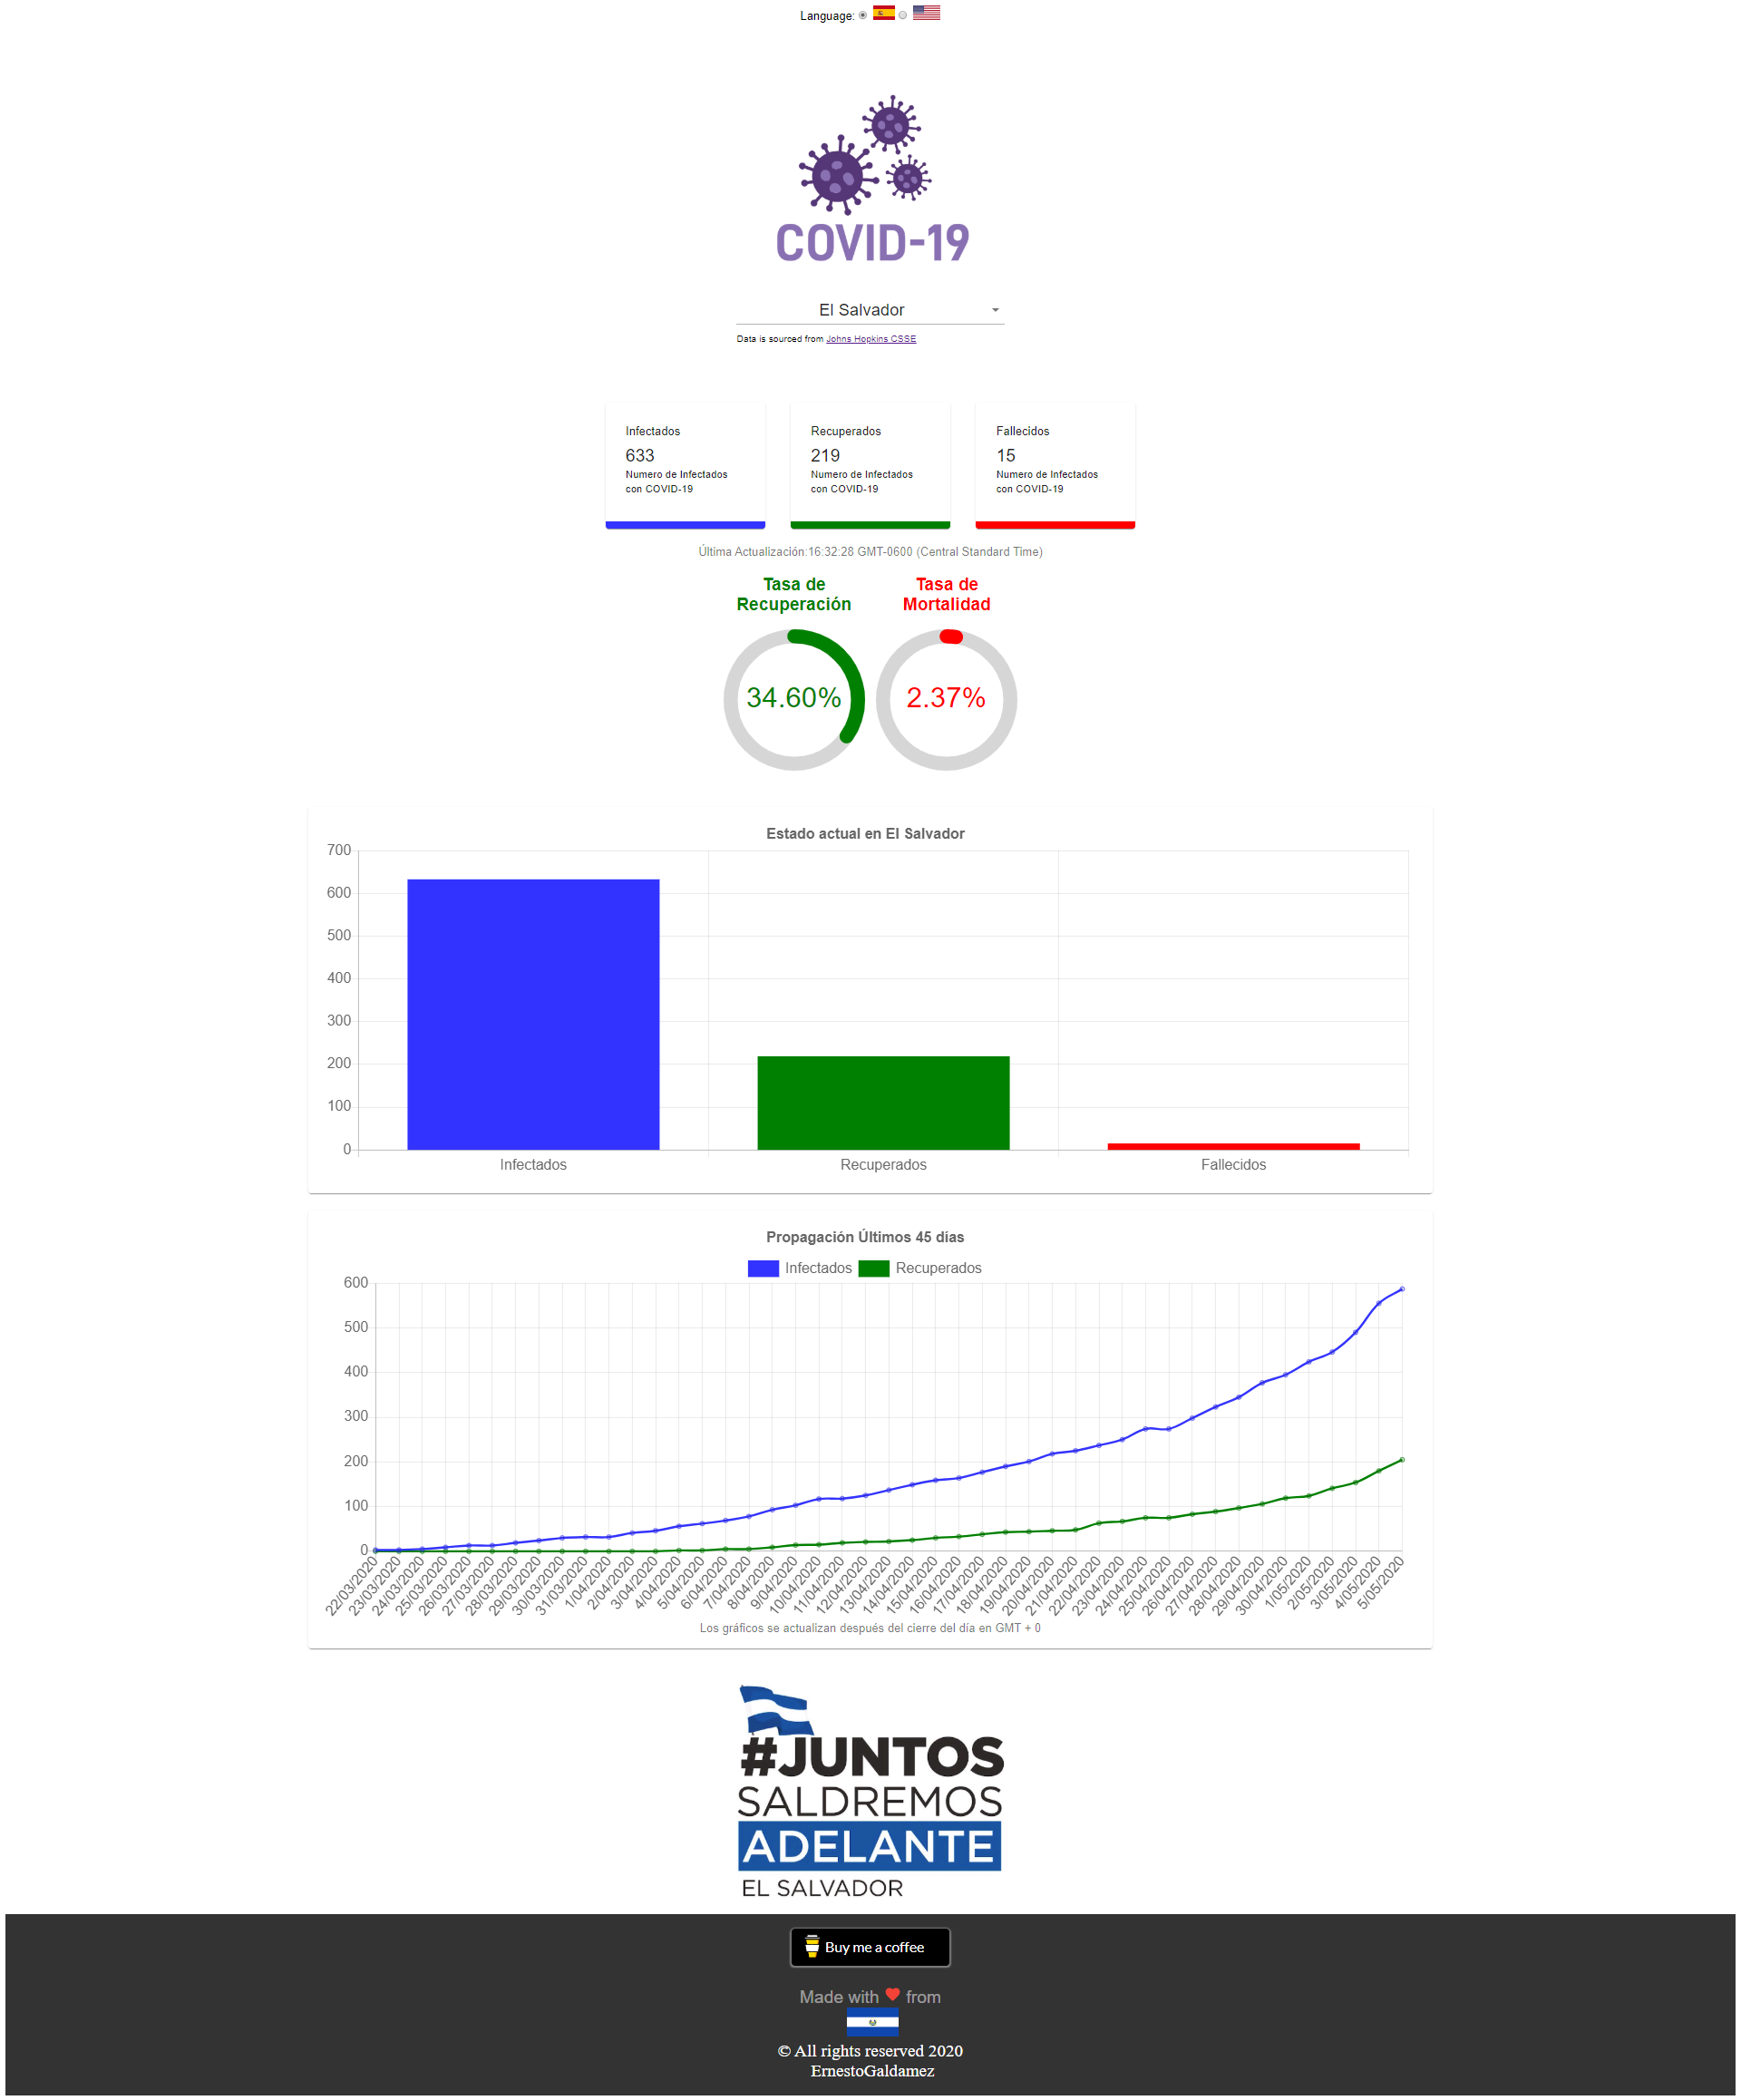 Language:
COVID-19
El Salvador
Data is sourced from Johns Hopkins CSSE
Infectados
633
Numero de Infectados
con COVID-19
Recuperados
219
Numero de Infectados
con COVID-19
Fallecidos
15
Numero de Infectados
con COVID-19
Última Actualización:16:32:28 GMT-0600 (Central Standard Time)
Tasa de
Recuperación
34.60%
Tasa de
Mortalidad
2.37%
Estado actual en El Salvador
700
600
500
400
300
200
100
0
Infectados
Recuperados
Fallecidos
Propagación Últimos 45 días
Infectados
Recuperados
600
500
400
300
200
100
0
22/03/2020
23/03/2020
24/03/2020
25/03/2020
26/03/2020
27/03/2020
28/03/2020
29/03/2020
30/03/2020
31/03/2020
1/04/2020
2/04/2020
3/04/2020
4/04/2020
5/04/2020
6/04/2020
7/04/2020
8/04/2020
9/04/2020
10/04/2020
11/04/2020
12/04/2020
13/04/2020
14/04/2020
15/04/2020
16/04/2020
17/04/2020
18/04/2020
19/04/2020
20/04/2020
21/04/2020
22/04/2020
23/04/2020
24/04/2020
25/04/2020
26/04/2020
27/04/2020
28/04/2020
29/04/2020
30/04/2020
1/05/2020
2/05/2020
3/05/2020
4/05/2020
5/05/2020
Los gráficos se actualizan después del cierre del día en GMT + 0
#JUNTOS
SALDREMOS
ADELANTE
EL SALVADOR
Buy me a coffee
Made with ❤ from
© All rights reserved 2020
ErnestoGaldamez